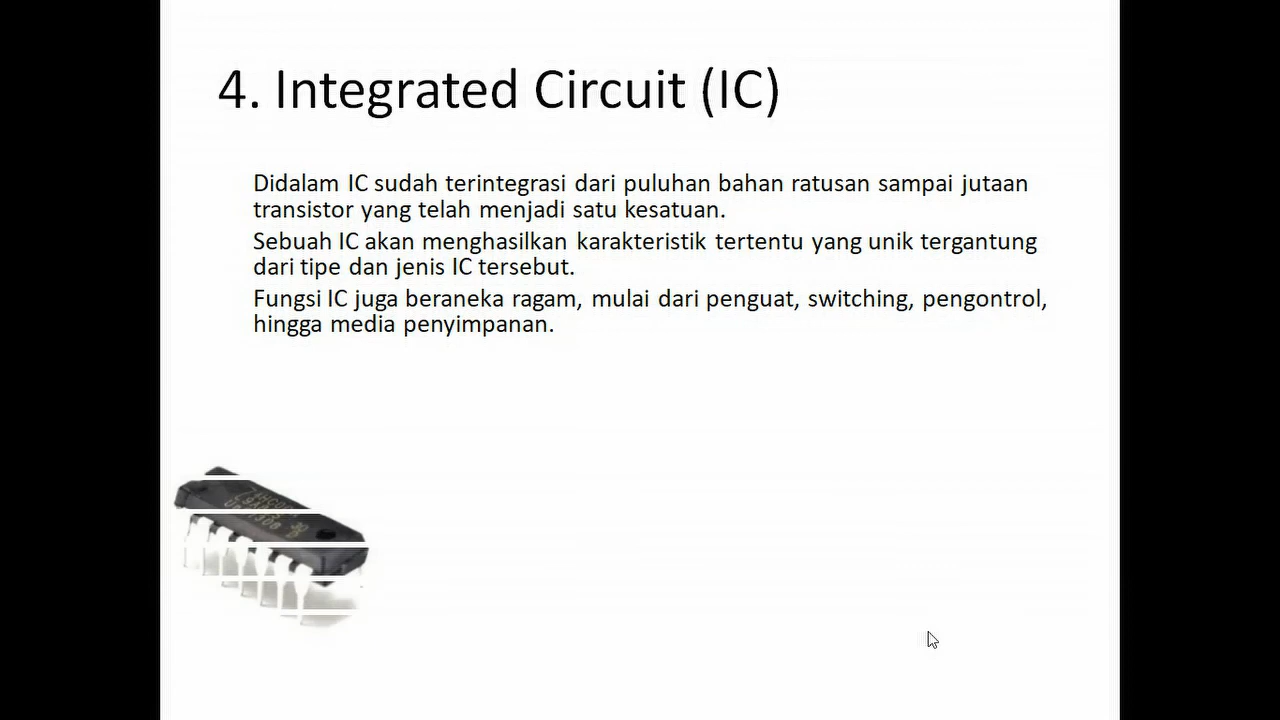 4. Integrated Circuit (IC)
Didalam IC sudah terintegrasi dari puluhan bahan ratusan sampai jutaan
transistor yang telah menjadi satu kesatuan.
Sebuah IC akan menghasilkan karakteristik tertentu yang unik tergantung
dari tipe dan jenis IC tersebut.
Fungsi IC juga beraneka ragam, mulai dari penguat, switching, pengontrol,
hingga media penyimpanan.